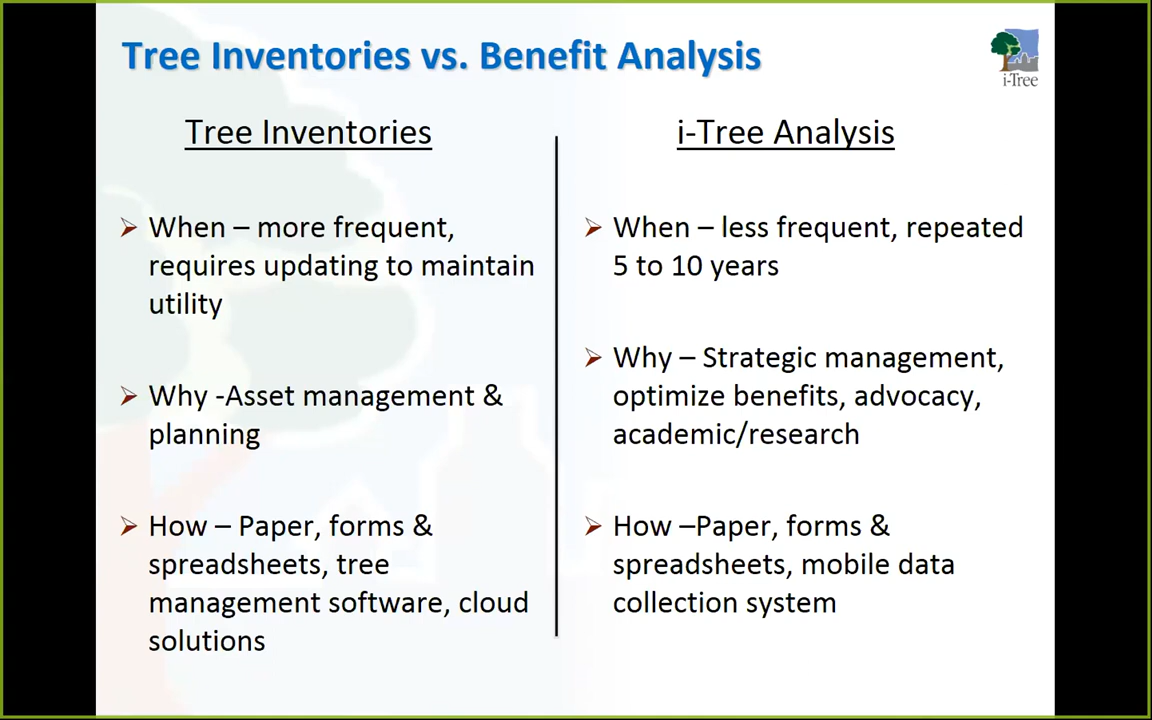 Tree Inventories vs. Benefit Analysis
i-Tree
Tree Inventories
When – more frequent,
requires updating to maintain
utility
Why -Asset management &
planning
How – Paper, forms &
spreadsheets, tree
management software, cloud
solutions
i-Tree Analysis
When – less frequent, repeated
5 to 10 years
Why – Strategic management,
optimize benefits, advocacy,
academic/research
How –Paper, forms &
spreadsheets, mobile data
collection system